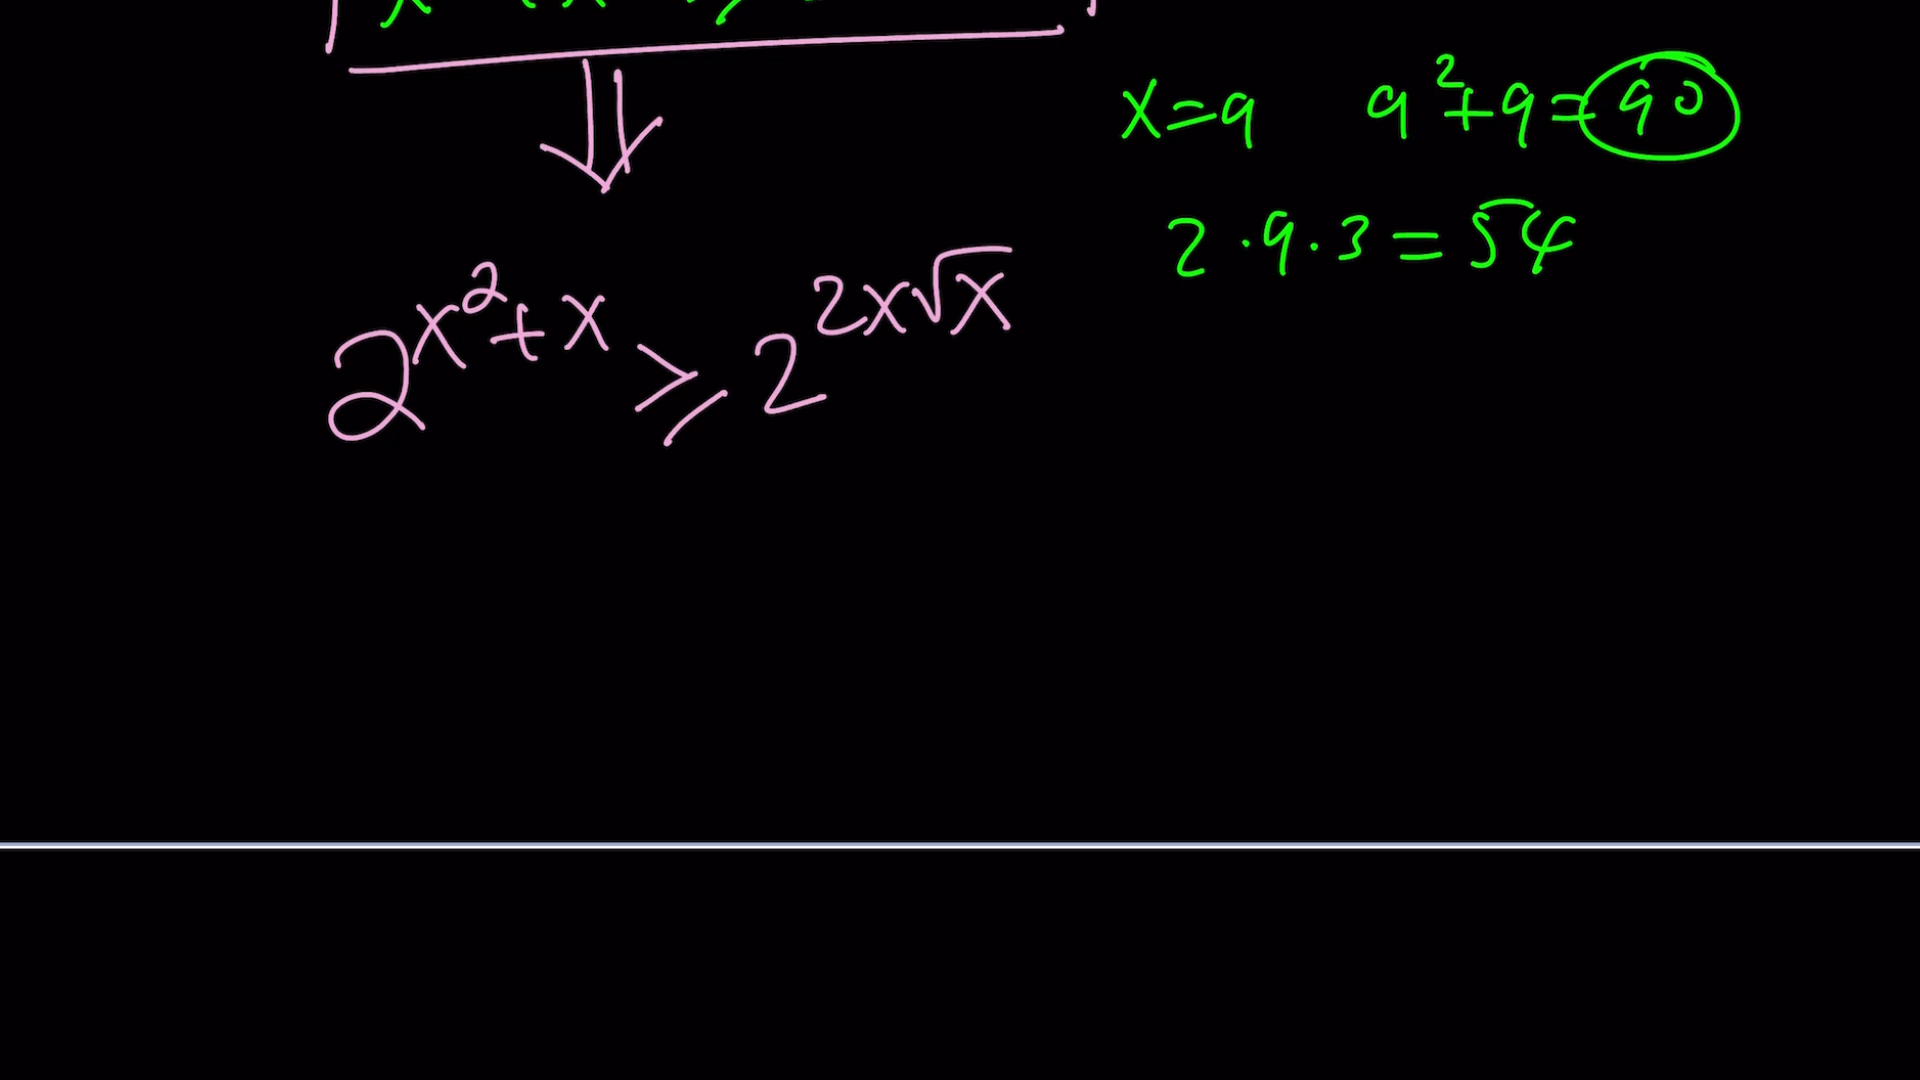 x=9 9²+9=90
2·9·3=54
2^{x²+x} ≥ 2^{2x√x}